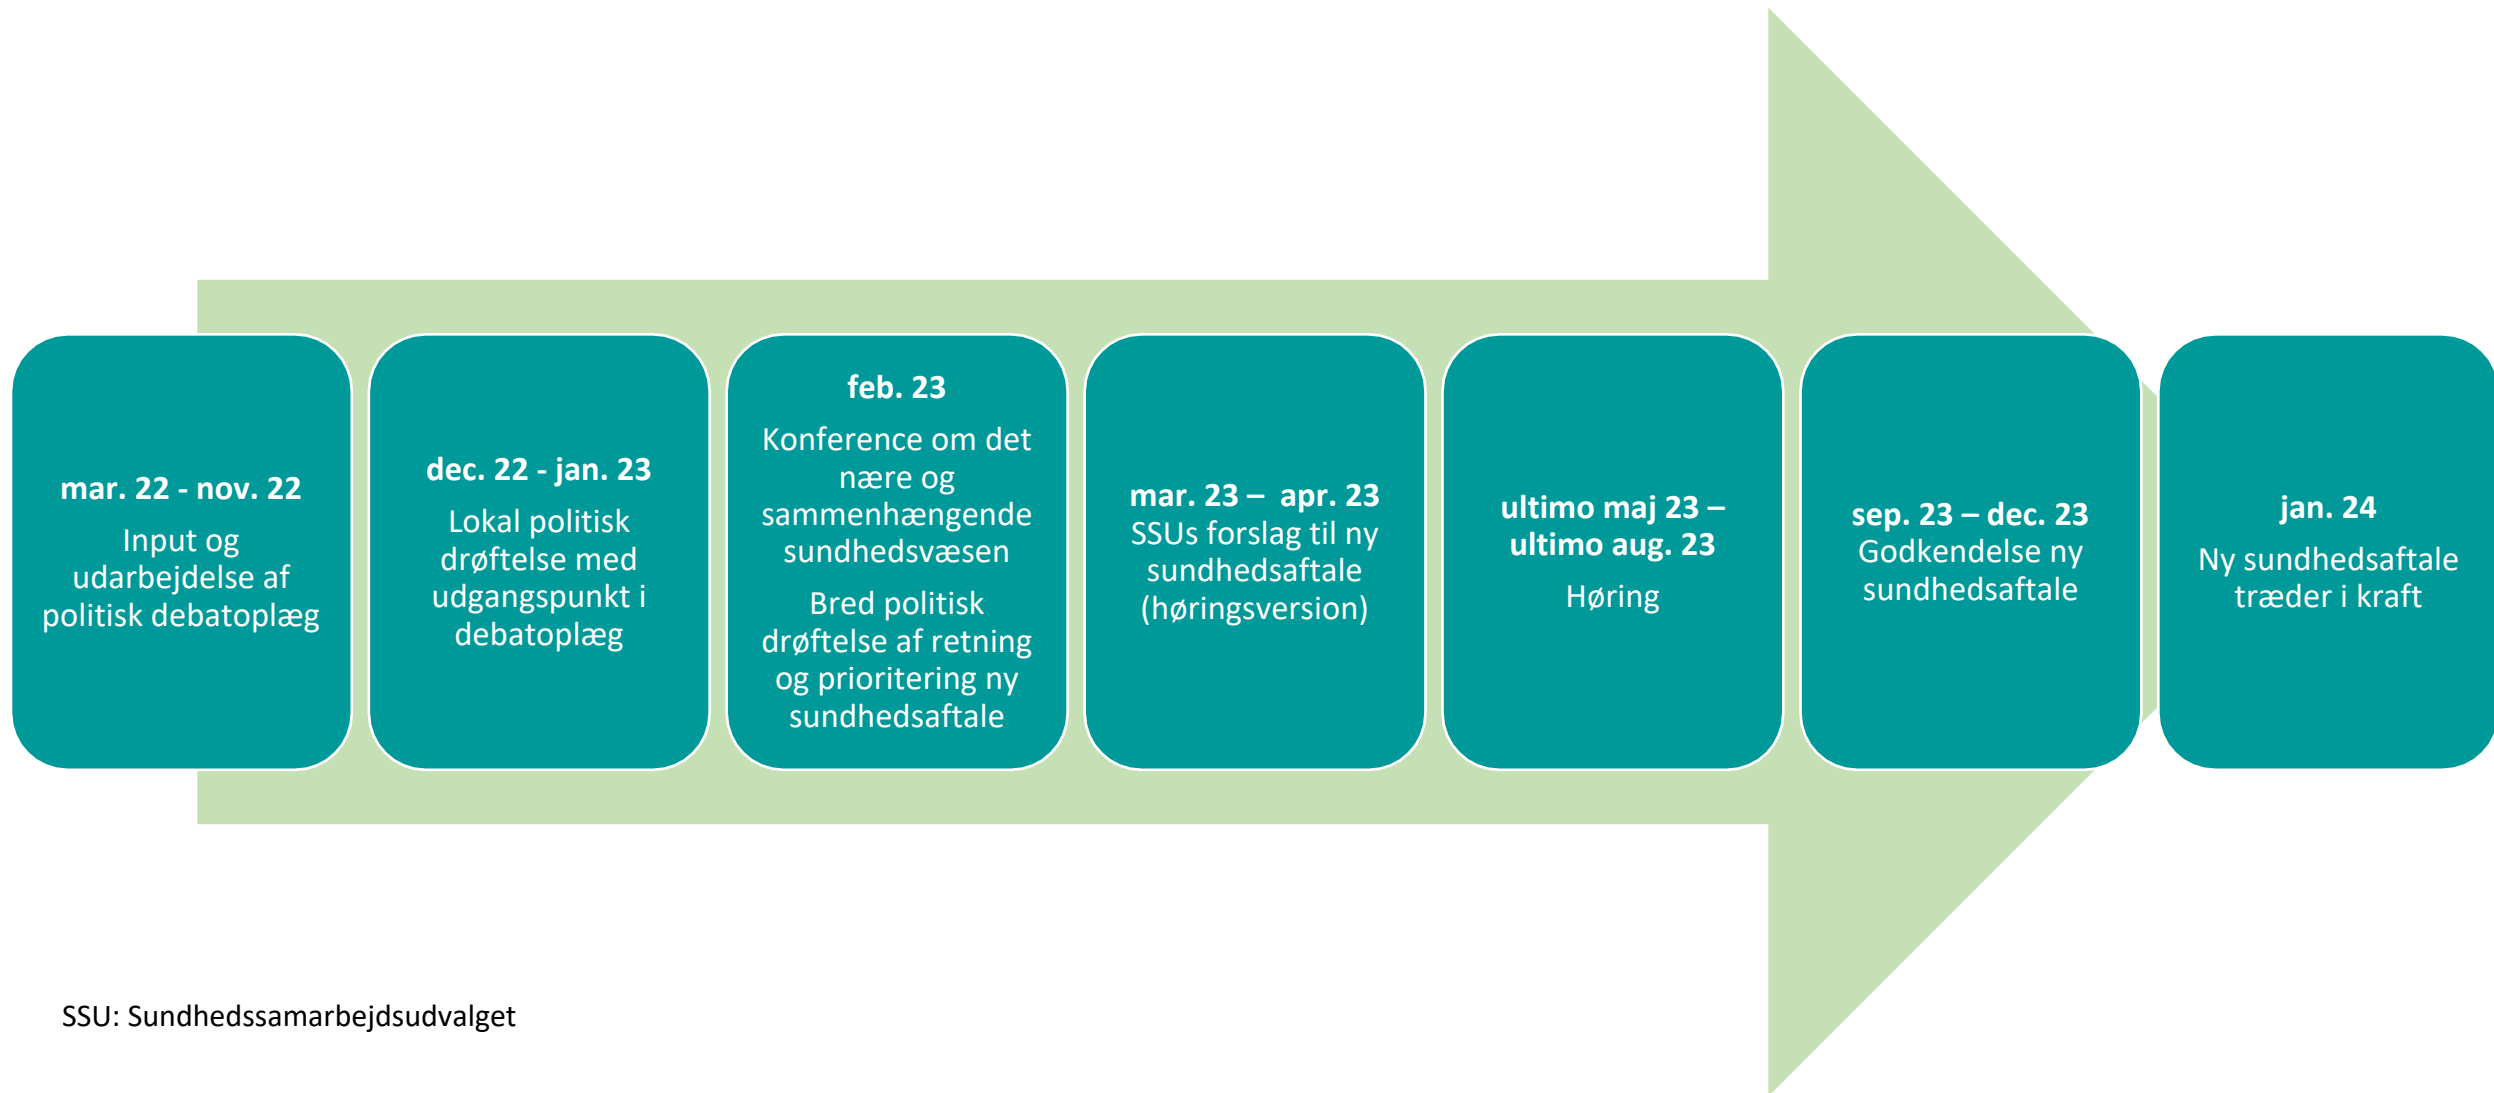 mar. 22 - nov. 22
Input og
udarbejdelse af
politisk debatoplæg
dec. 22 - jan. 23
Lokal politisk
drøftelse med
udgangspunkt i
debatoplæg
feb. 23
Konference om det
nære og
sammenhængende
sundhedsvæsen
Bred politisk
drøftelse af retning
og prioritering ny
sundhedsaftale
mar. 23 – apr. 23
SSUs forslag til ny
sundhedsaftale
(høringsversion)
ultimo maj 23 –
ultimo aug. 23
Høring
sep. 23 – dec. 23
Godkendelse ny
sundhedsaftale
jan. 24
Ny sundhedsaftale
træder i kraft
SSU: Sundhedssamarbejdsudvalget